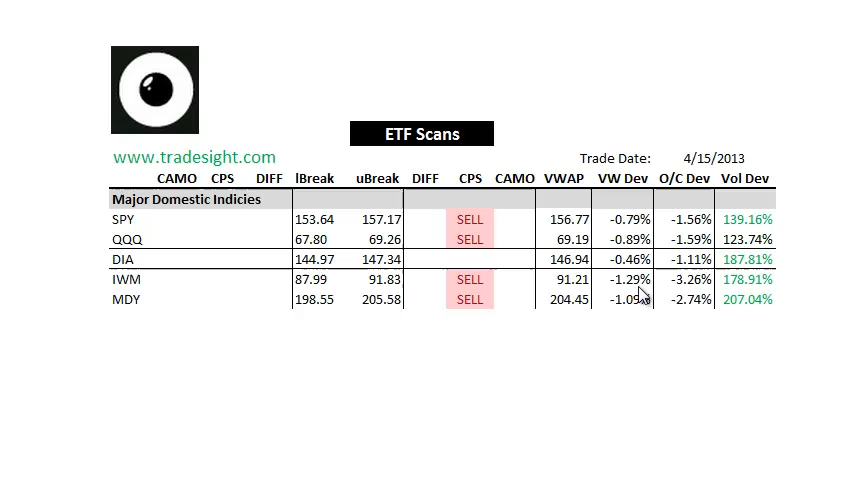 ETF Scans
www.tradesight.com Trade Date: 4/15/2013
CAMO CPS DIFF lBreak uBreak DIFF CPS CAMO VWAP VW Dev O/C Dev Vol Dev
Major Domestic Indicies
SPY 153.64 157.17 SELL 156.77 -0.79% -1.56% 139.16%
QQQ 67.80 69.26 SELL 69.19 -0.89% -1.59% 123.74%
DIA 144.97 147.34 146.94 -0.46% -1.11% 187.81%
IWM 87.99 91.83 SELL 91.21 -1.29% -3.26% 178.91%
MDY 198.55 205.58 SELL 204.45 -2.74% 207.04%